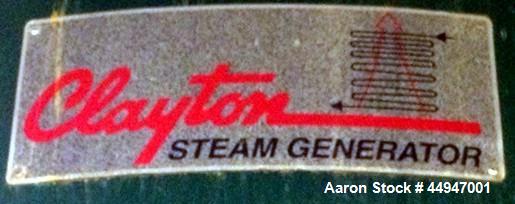 Clayton
STEAM GENERATOR
Aaron Stock # 44947001